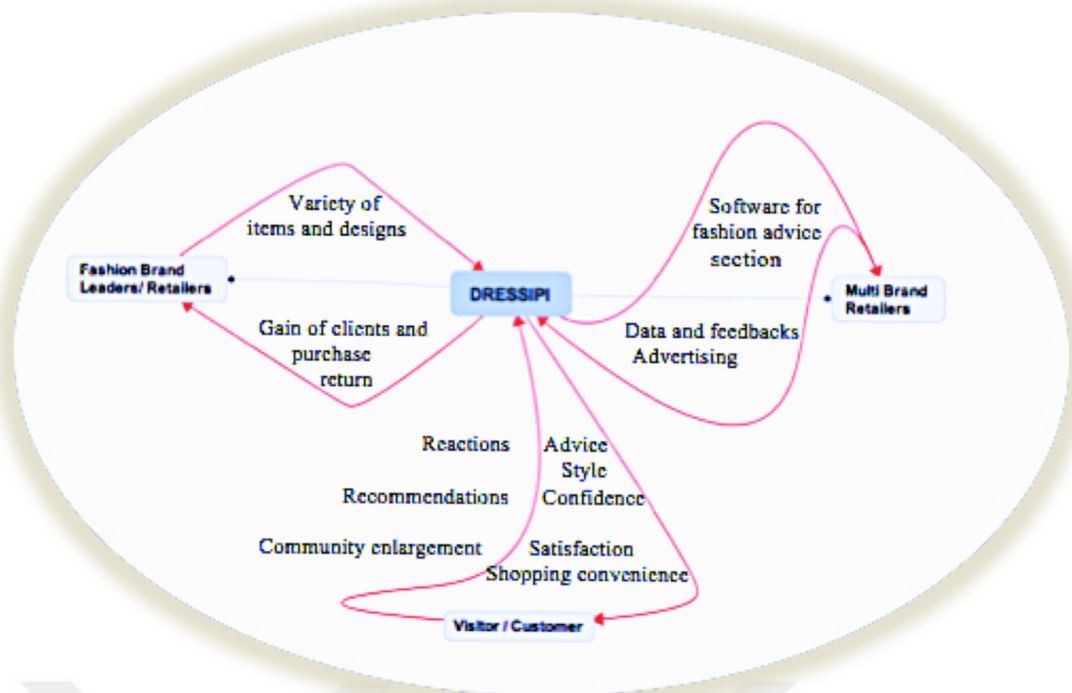 Variety of
items and designs
Software for
fashion advice
section
Fashion Brand
Leaders/ Retailers
DRESSIPI
Multi Brand
Retailers
Gain of clients and
purchase
return
Data and feedbacks
Advertising
Reactions
Recommendations
Community enlargement
Advice
Style
Confidence
Satisfaction
Shopping convenience
Visitor / Customer